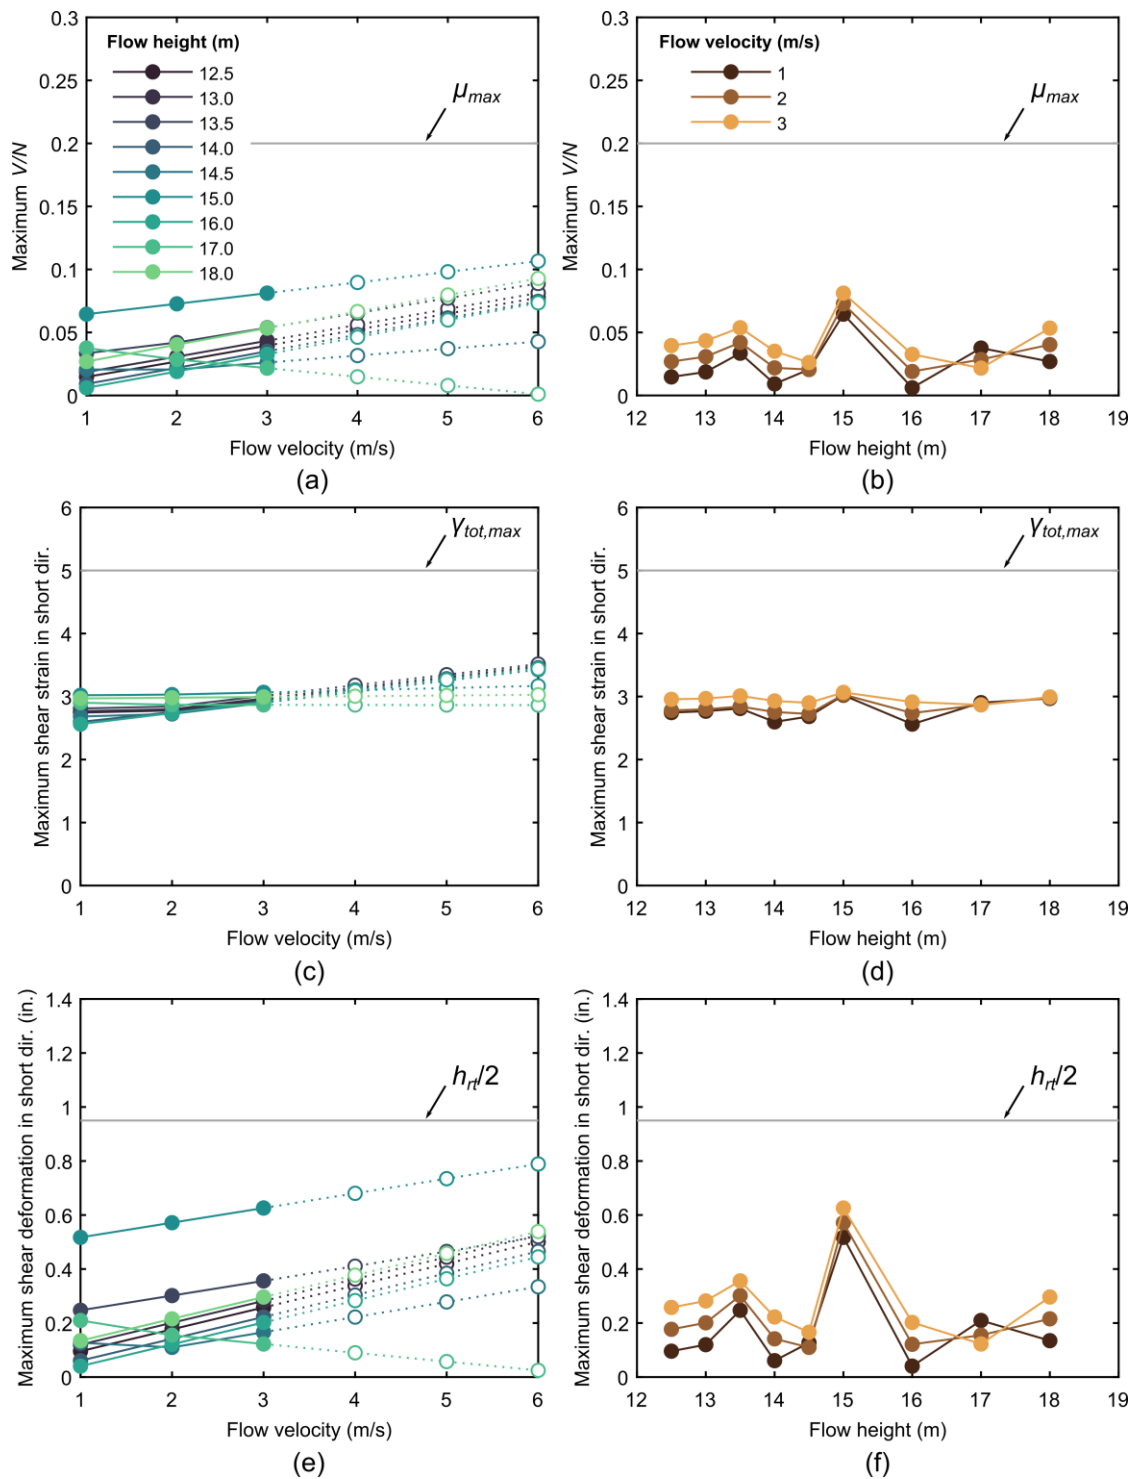 0.3
0.25
0.2
0.15
0.1
0.05
0
Maximum V/N
Flow height (m)
12.5
13.0
13.5
14.0
14.5
15.0
16.0
17.0
18.0
μmax
1 2 3 4 5 6
Flow velocity (m/s)
(a)
0.3
0.25
0.2
0.15
0.1
0.05
0
Maximum V/N
Flow velocity (m/s)
1
2
3
μmax
12 13 14 15 16 17 18 19
Flow height (m)
(b)
6
5
4
3
2
1
0
Maximum shear strain in short dir.
γtot,max
1 2 3 4 5 6
Flow velocity (m/s)
(c)
6
5
4
3
2
1
0
Maximum shear strain in short dir.
γtot,max
12 13 14 15 16 17 18 19
Flow height (m)
(d)
1.4
1.2
1
0.8
0.6
0.4
0.2
0
Maximum shear deformation in short dir. (in.)
hrt/2
1 2 3 4 5 6
Flow velocity (m/s)
(e)
1.4
1.2
1
0.8
0.6
0.4
0.2
0
Maximum shear deformation in short dir. (in.)
hrt/2
12 13 14 15 16 17 18 19
Flow height (m)
(f)